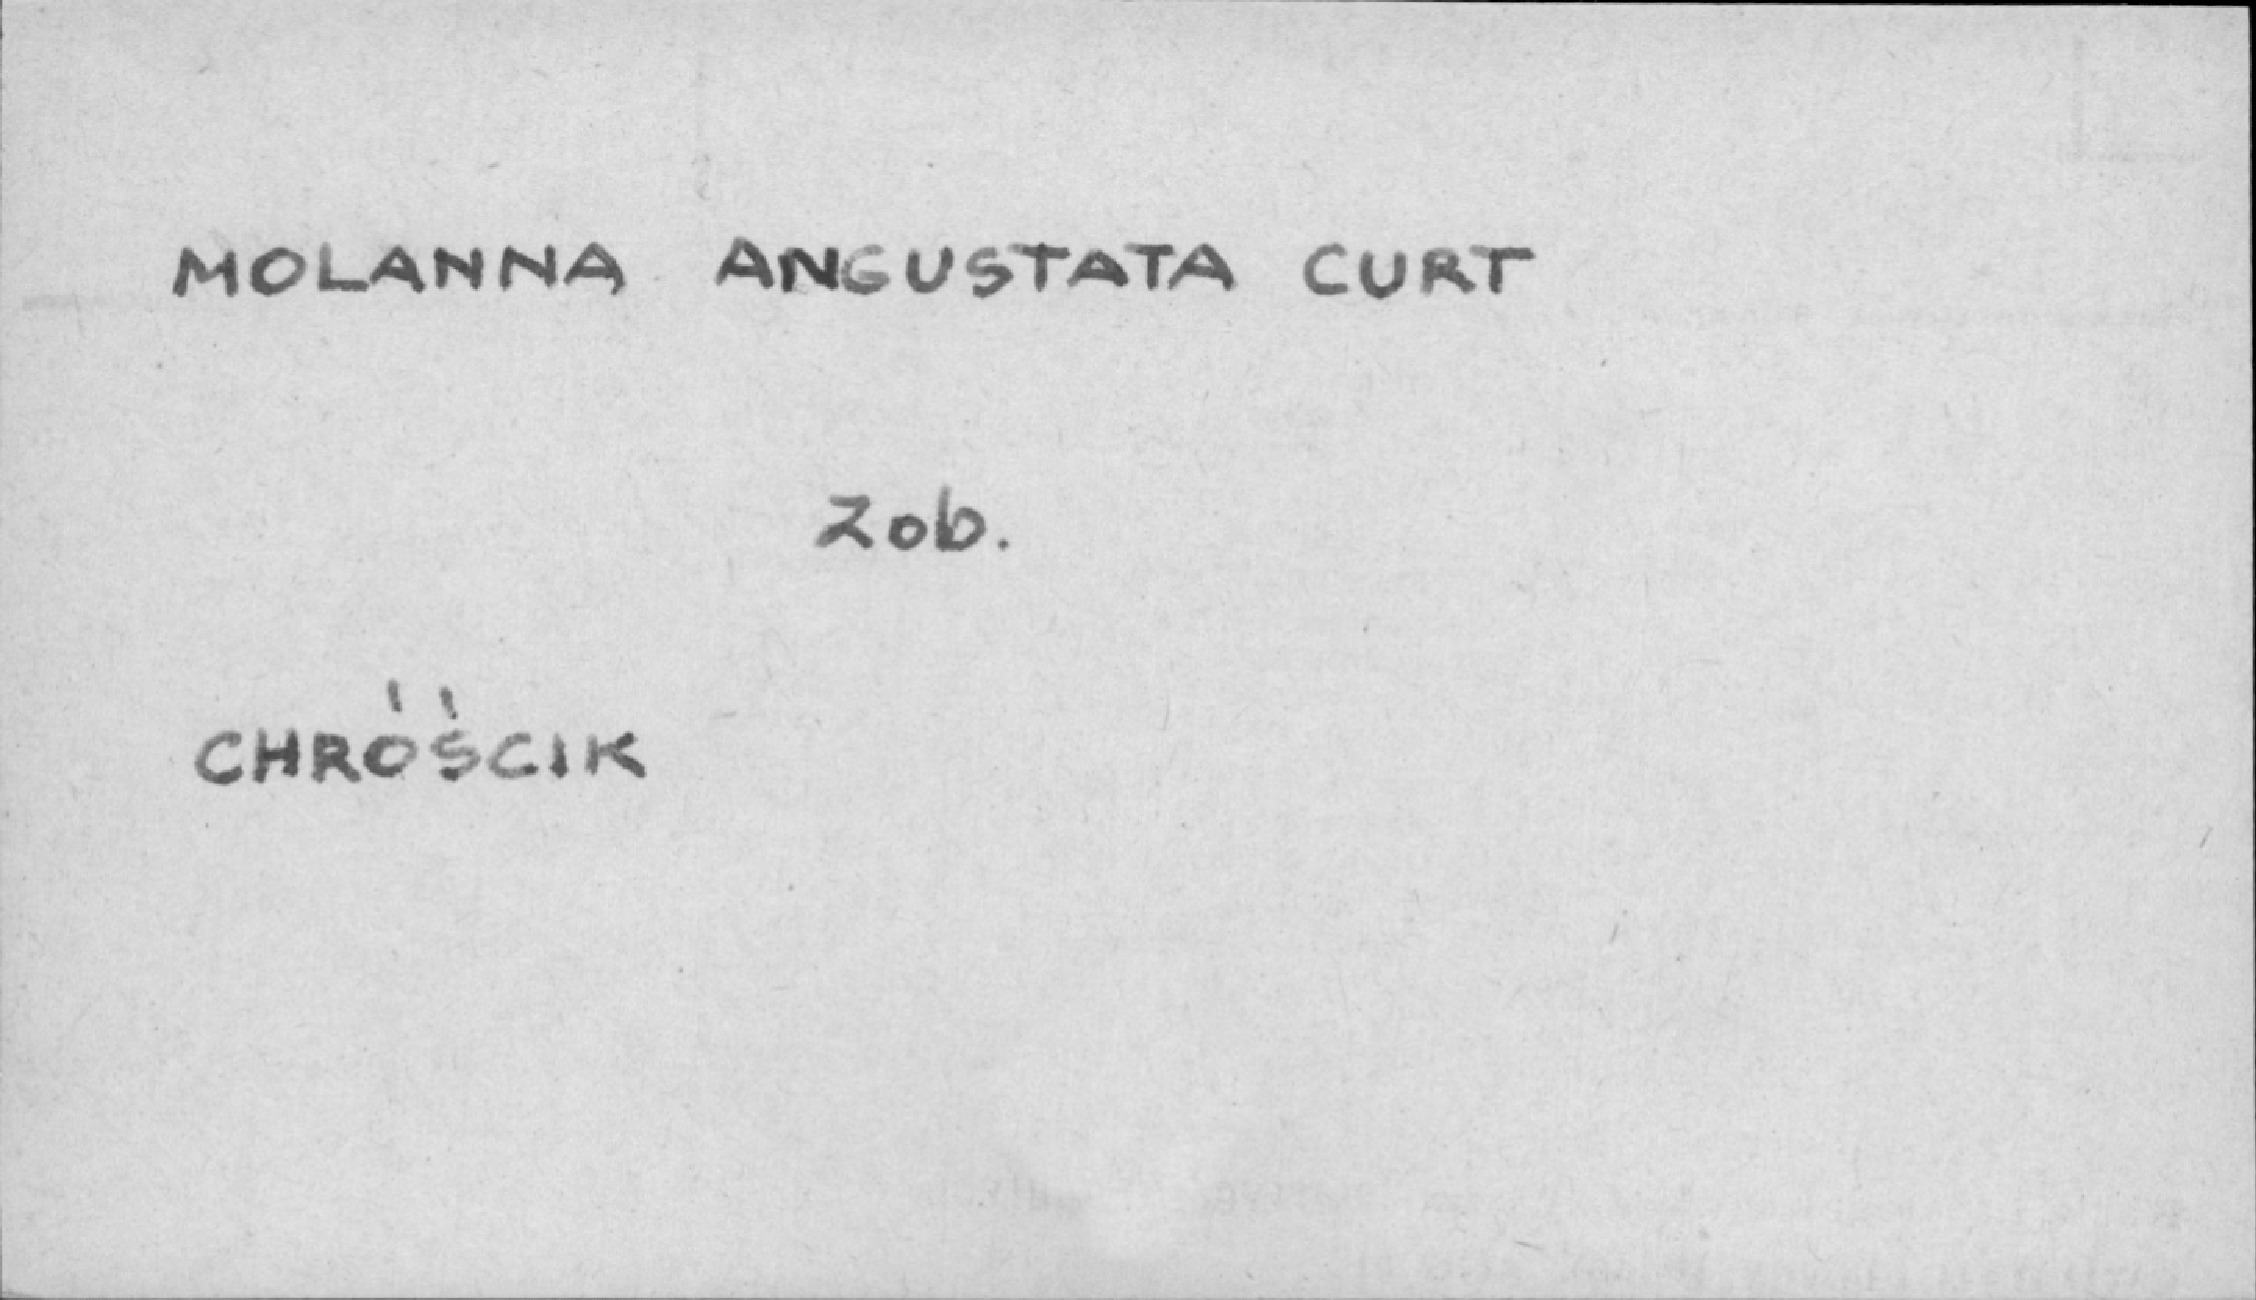 MOLANNA ANGUSTATA CURT
Zob.
CHRÓŚCIK